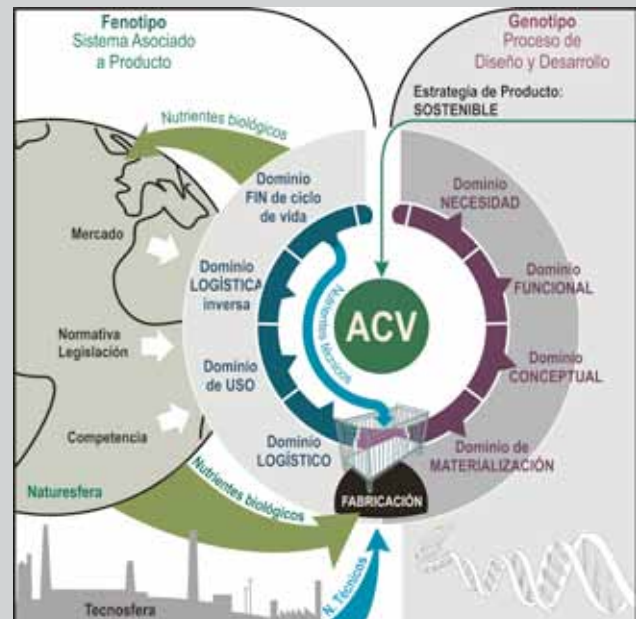 Fenotipo
Sistema Asociado
a Producto
Genotipo
Proceso de
Diseño y Desarrollo
Estrategia de Producto:
SOSTENIBLE
Nutrientes biológicos
Dominio
FIN de ciclo
de vida
Dominio
NECESIDAD
Mercado
Dominio
LOGÍSTICA
inversa
Dominio
FUNCIONAL
Nutrientes técnicos
ACV
Normativa
Legislación
Dominio
de USO
Dominio
CONCEPTUAL
Competencia
Dominio
LOGÍSTICO
Dominio de
MATERIALIZACIÓN
Naturesfera
Nutrientes biológicos
FABRICACIÓN
N. Técnicos
Tecnosfera